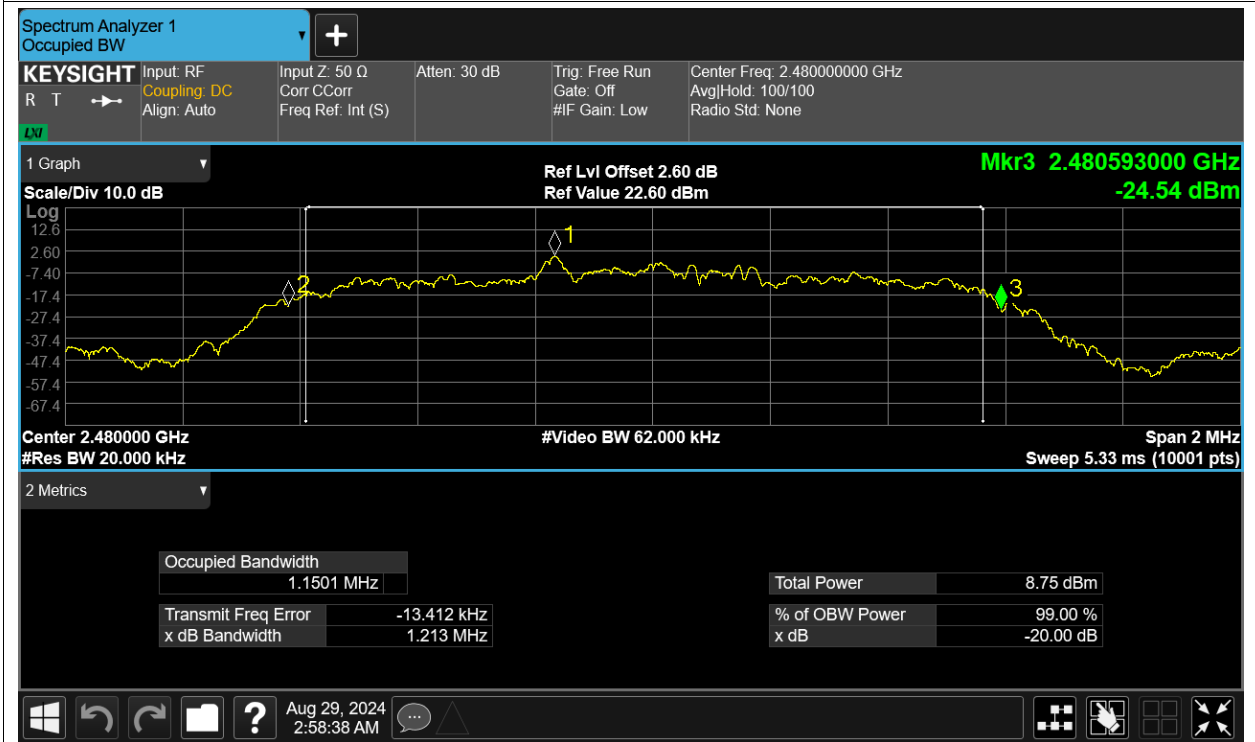 Spectrum Analyzer 1
Occupied BW
KEYSIGHT
R T
LXI
Input: RF
Coupling: DC
Align: Auto
Input Z: 50 Ω
Corr CCorr
Freq Ref: Int (S)
Atten: 30 dB
Trig: Free Run
Gate: Off
#IF Gain: Low
Center Freq: 2.480000000 GHz
Avg|Hold: 100/100
Radio Std: None
1 Graph
Scale/Div 10.0 dB
Ref Lvl Offset 2.60 dB
Ref Value 22.60 dBm
Mkr3 2.480593000 GHz
-24.54 dBm
Log
12.6
2.60
-7.40
-17.4
-27.4
-37.4
-47.4
-57.4
-67.4
1
2
3
Center 2.480000 GHz
#Video BW 62.000 kHz
Span 2 MHz
#Res BW 20.000 kHz
Sweep 5.33 ms (10001 pts)
2 Metrics
Occupied Bandwidth
1.1501 MHz
Total Power 8.75 dBm
Transmit Freq Error -13.412 kHz
% of OBW Power 99.00 %
x dB Bandwidth 1.213 MHz
x dB -20.00 dB
?
Aug 29, 2024
2:58:38 AM